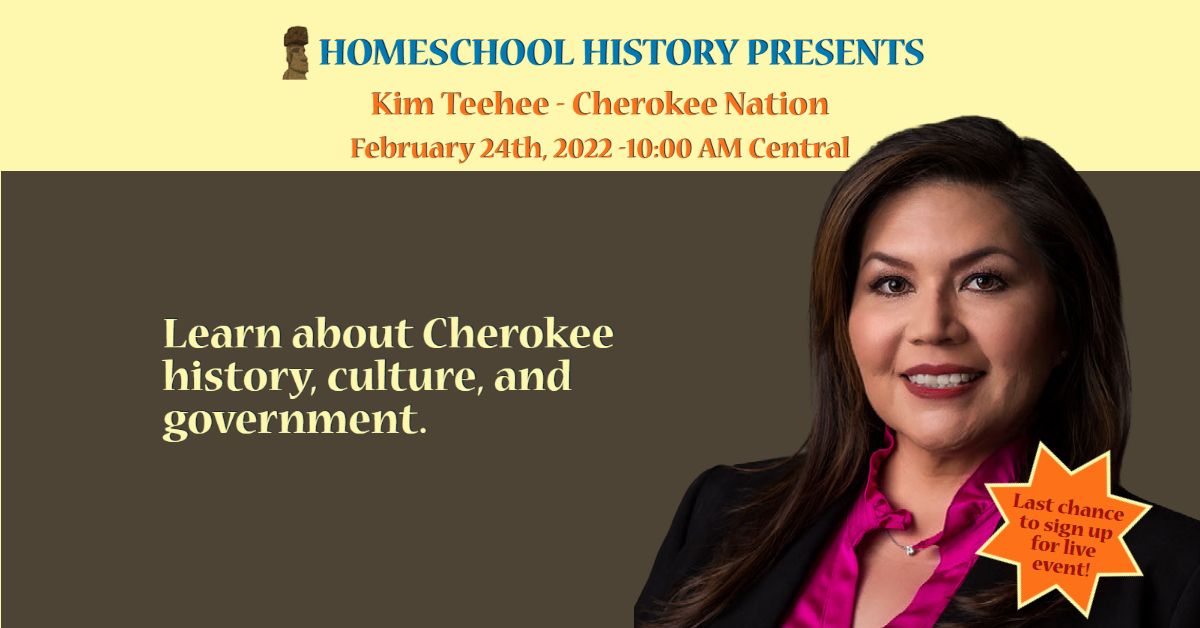 HOMESCHOOL HISTORY PRESENTS
Kim Teehee - Cherokee Nation
February 24th, 2022 -10:00 AM Central
Learn about Cherokee
history, culture, and
government.
Last chance
to sign up
for live
event!